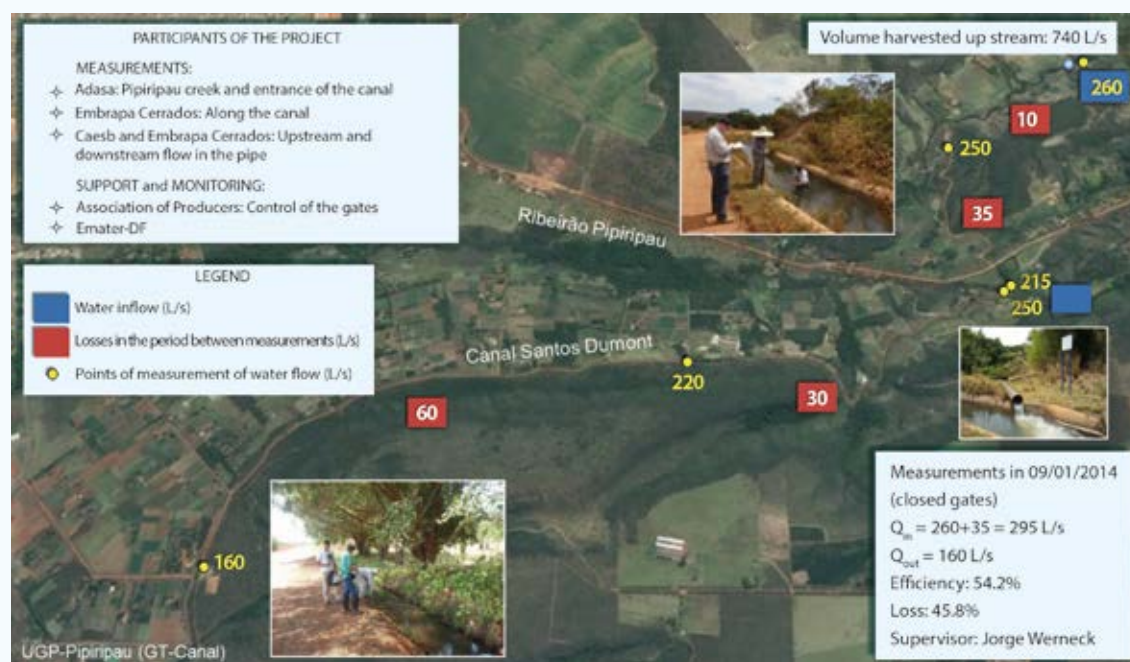 PARTICIPANTS OF THE PROJECT
MEASUREMENTS:
Adasa: Pipiripau creek and entrance of the canal
Embrapa Cerrados: Along the canal
Caesb and Embrapa Cerrados: Upstream and
downstream flow in the pipe
SUPPORT and MONITORING:
Association of Producers: Control of the gates
Emater-DF
Volume harvested up stream: 740 L/s
260
10
250
35
Ribeirão Pipiripau
215
250
LEGEND
Water inflow (L/s)
Losses in the period between measurements (L/s)
Points of measurement of water flow (L/s)
Canal Santos Dumont
220
30
60
160
Measurements in 09/01/2014
(closed gates)
Qin = 260+35 = 295 L/s
Qout = 160 L/s
Efficiency: 54.2%
Loss: 45.8%
Supervisor: Jorge Werneck
UGP-Pipiripau (GT-Canal)